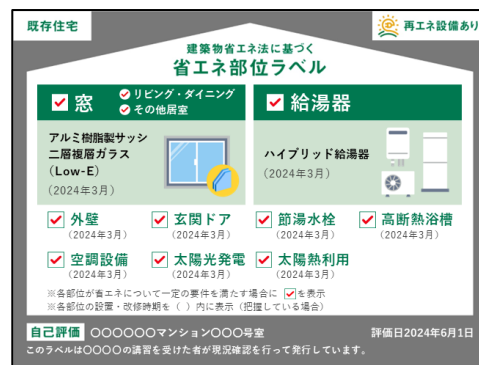 既存住宅
再エネ設備あり
建築物省エネ法に基づく
省エネ部位ラベル
窓
リビング・ダイニング
その他居室
給湯器
アルミ樹脂製サッシ
二層複層ガラス
(Low-E)
(2024年3月)
ハイブリッド給湯器
(2024年3月)
外壁 玄関ドア 節湯水栓 高断熱浴槽
(2024年3月) (2024年3月) (2024年3月) (2024年3月)
空調設備 太陽光発電 太陽熱利用
(2024年3月) (2024年3月) (2024年3月)
※各部位が省エネについて一定の要件を満たす場合に を表示
※各部位の設置・改修時期を( )内に表示(把握している場合)
自己評価 〇〇〇〇〇〇マンション〇〇〇号室 評価日2024年6月1日
このラベルは〇〇〇〇の講習を受けた者が現況確認を行って発行しています。